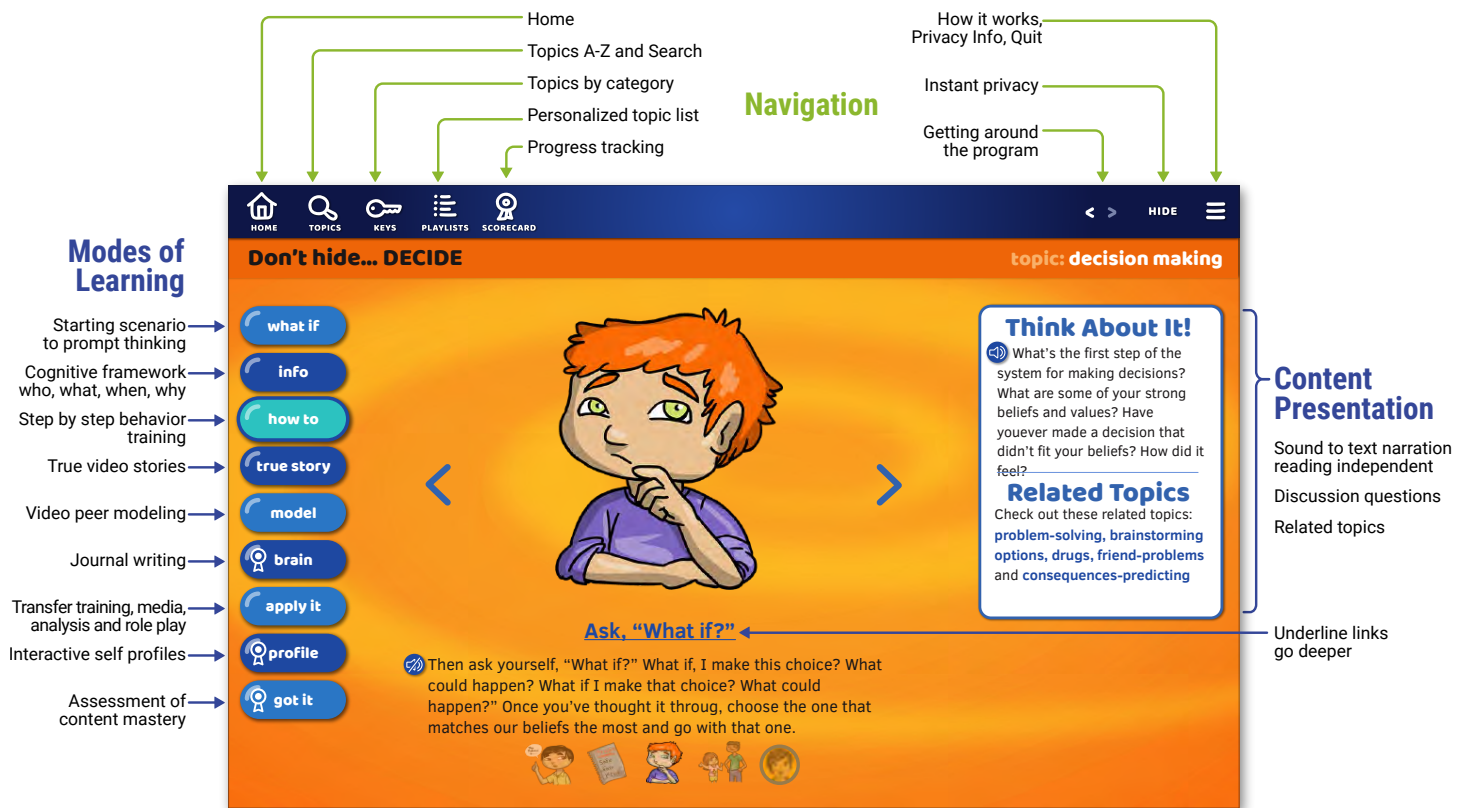 Home
Topics A-Z and Search
Topics by category
Personalized topic list
Progress tracking
Navigation
How it works,
Privacy Info, Quit
Instant privacy
Getting around
the program
HOME
TOPICS
KEYS
PLAYLISTS
SCORECARD
< >
HIDE
Don't hide... DECIDE
topic: decision making
Modes of
Learning
Starting scenario
to prompt thinking
Cognitive framework
who, what, when, why
Step by step behavior
training
True video stories
Video peer modeling
Journal writing
Transfer training, media,
analysis and role play
Interactive self profiles
Assessment of
content mastery
what if
info
how to
true story
model
brain
apply it
profile
got it
Think About It!
What's the first step of the
system for making decisions?
What are some of your strong
beliefs and values? Have
youever made a decision that
didn't fit your beliefs? How did it
feel?
Related Topics
Check out these related topics:
problem-solving, brainstorming
options, drugs, friend-problems
and consequences-predicting
Content
Presentation
Sound to text narration
reading independent
Discussion questions
Related topics
Underline links
go deeper
Ask, “What if?”
Then ask yourself, “What if?” What if, I make this choice? What
could happen? What if I make that choice? What could
happen?” Once you've thought it throug, choose the one that
matches our beliefs the most and go with that one.